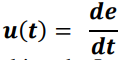 u(t) = de/dt